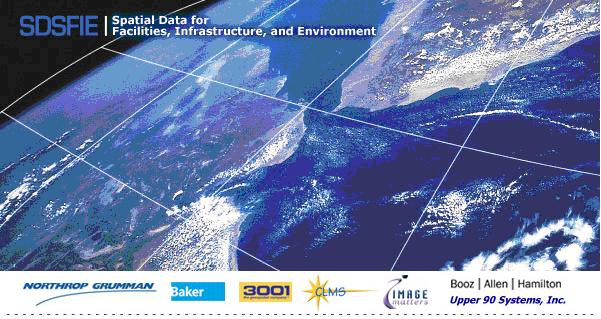 SDSFIE
Spatial Data for
Facilities, Infrastructure, and Environment
NORTHROP GRUMMAN
Baker
3001
the geospatial company
CLMS
IMAGE
matters
Booz | Allen | Hamilton
Upper 90 Systems, Inc.